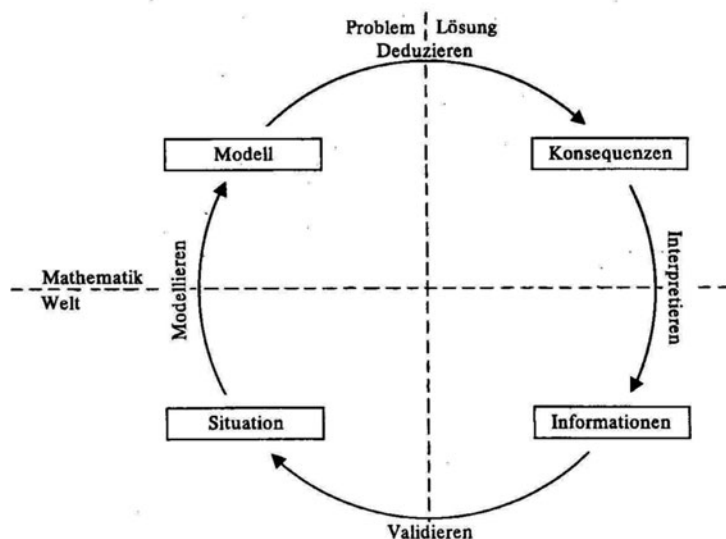 Problem Lösung
Deduzieren
Modell
Konsequenzen
Mathematik
Welt
Modellieren
Interpretieren
Situation
Informationen
Validieren